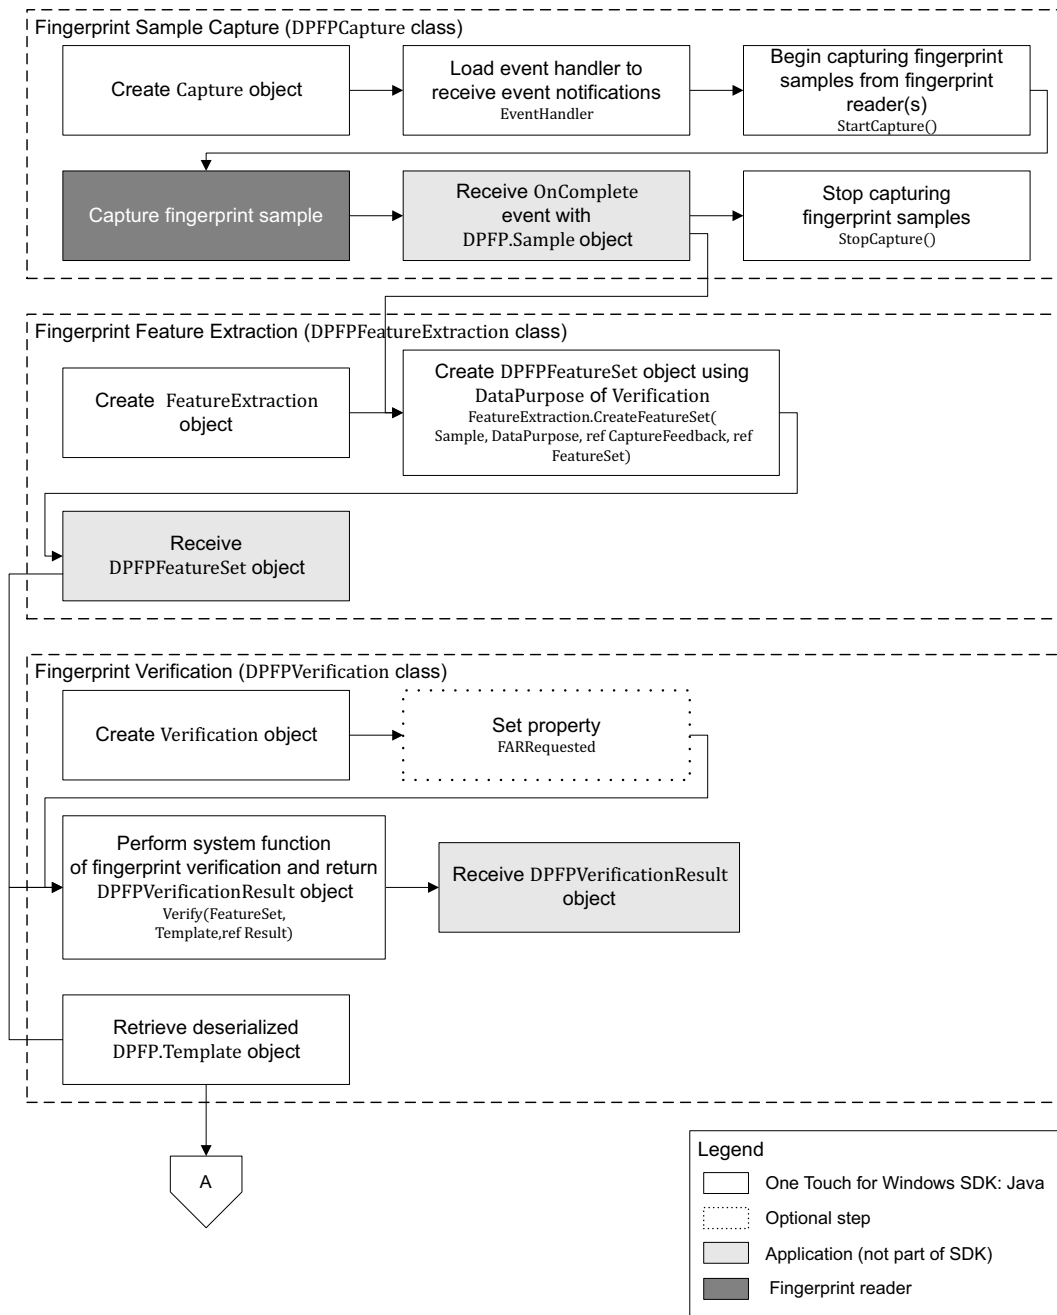 Fingerprint Sample Capture (DPFPCapture class)
Create Capture object
Load event handler to
receive event notifications
EventHandler
Begin capturing fingerprint
samples from fingerprint
reader(s)
StartCapture()
Capture fingerprint sample
Receive OnComplete
event with
DPFP.Sample object
Stop capturing
fingerprint samples
StopCapture()
Fingerprint Feature Extraction (DPFPFeatureExtraction class)
Create FeatureExtraction
object
Create DPFPFeatureSet object using
DataPurpose of Verification
FeatureExtraction.CreateFeatureSet(
Sample, DataPurpose, ref CaptureFeedback, ref
FeatureSet)
Receive
DPFPFeatureSet object
Fingerprint Verification (DPFPVerification class)
Create Verification object
Set property
FARRequested
Perform system function
of fingerprint verification and return
DPFPVerificationResult object
Verify(FeatureSet,
Template,ref Result)
Receive DPFPVerificationResult
object
Retrieve deserialized
DPFP.Template object
A
Legend
One Touch for Windows SDK: Java
Optional step
Application (not part of SDK)
Fingerprint reader